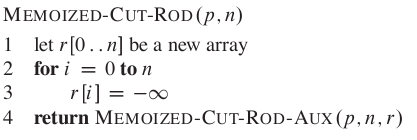 MEMOIZED-CUT-ROD(p, n)
1 let r[0 . . n] be a new array
2 for i = 0 to n
3 r[i] = −∞
4 return MEMOIZED-CUT-ROD-AUX(p, n, r)